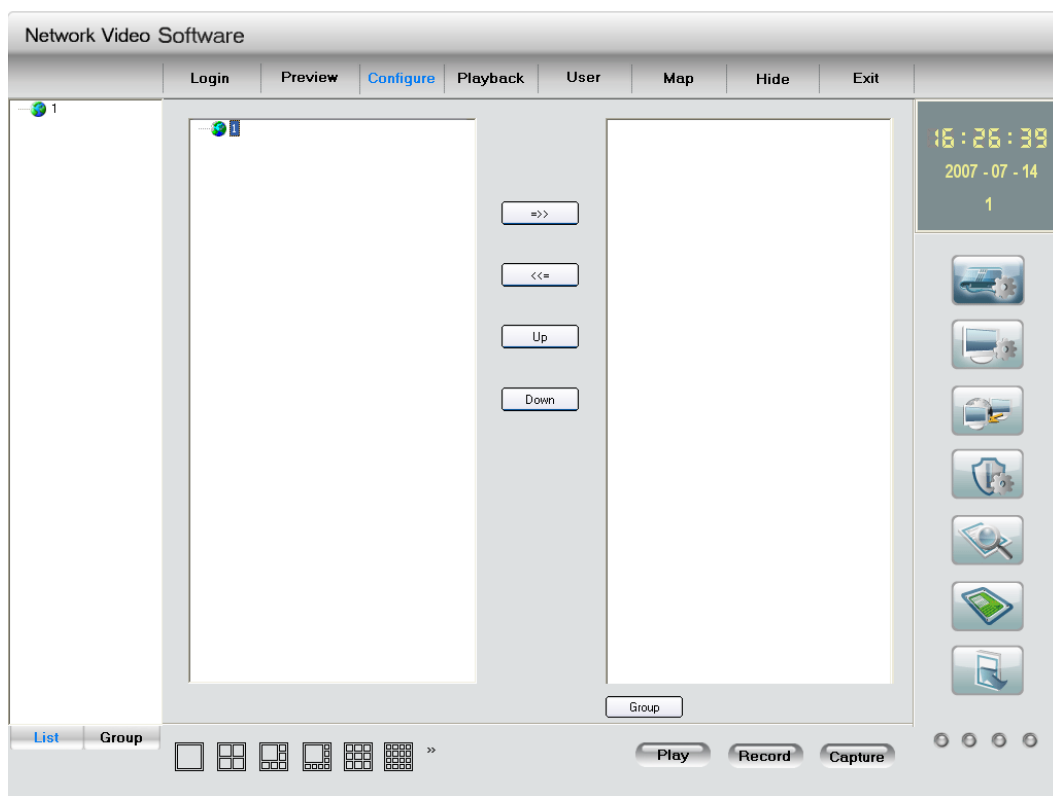 Network Video Software
Login Preview Configure Playback User Map Hide Exit
1
1
16:26:39
2007 - 07 - 14
1
=>>
<<=
Up
Down
Group
List Group
»
Play Record Capture